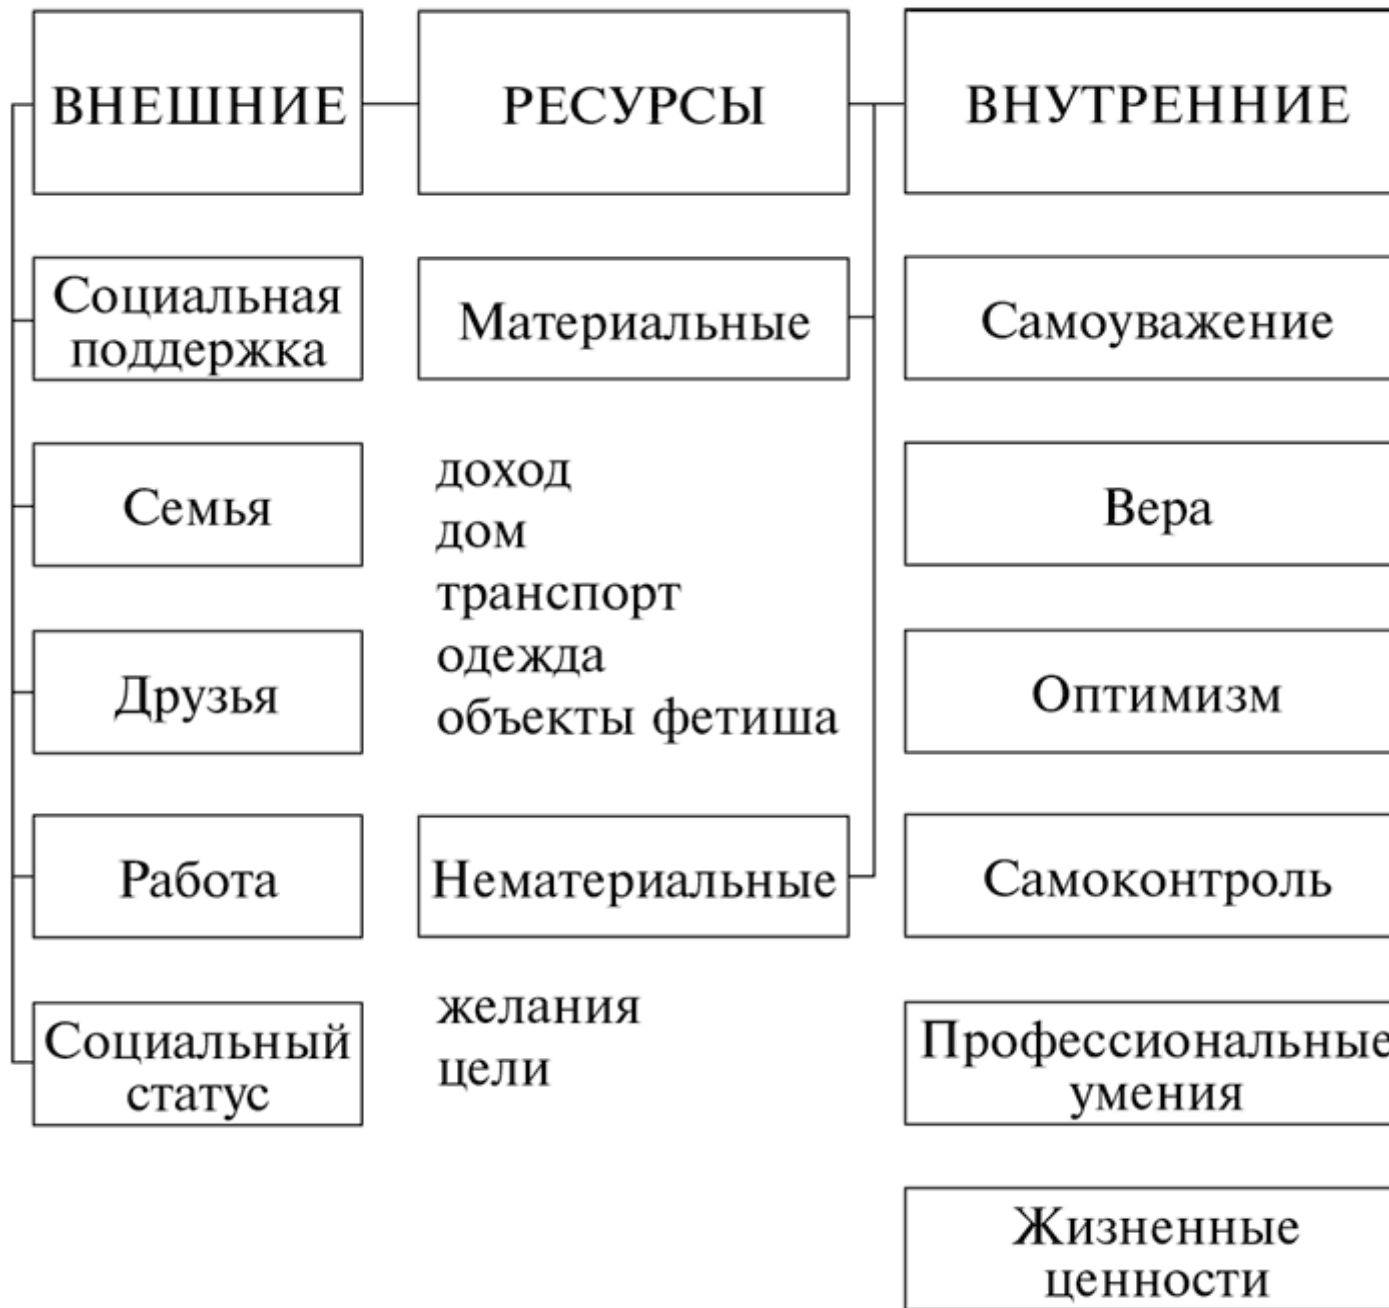 ВНЕШНИЕ
РЕСУРСЫ
ВНУТРЕННИЕ
Социальная
поддержка
Материальные
Самоуважение
Семья
доход
дом
транспорт
одежда
объекты фетиша
Вера
Друзья
Оптимизм
Работа
Нематериальные
Самоконтроль
Социальный
статус
желания
цели
Профессиональные
умения
Жизненные
ценности